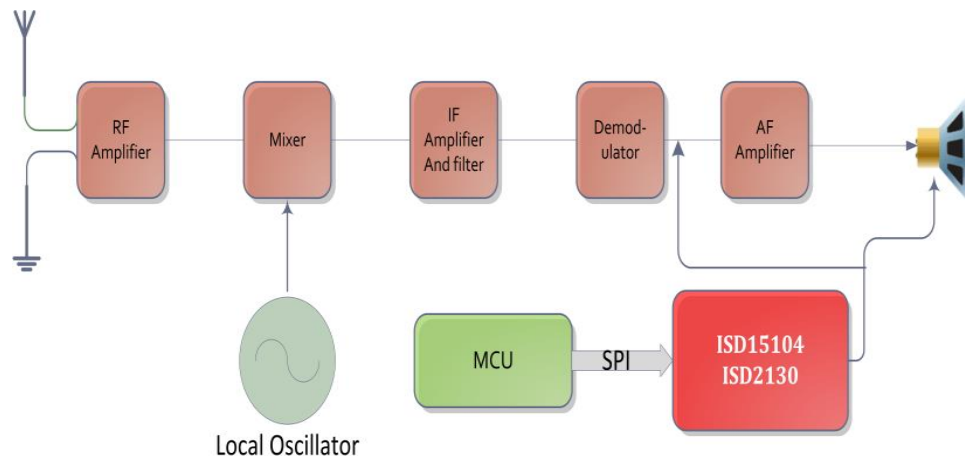 RF
Amplifier
Mixer
IF
Amplifier
And filter
Demod-
ulator
AF
Amplifier
MCU
SPI
ISD15104
ISD2130
Local Oscillator